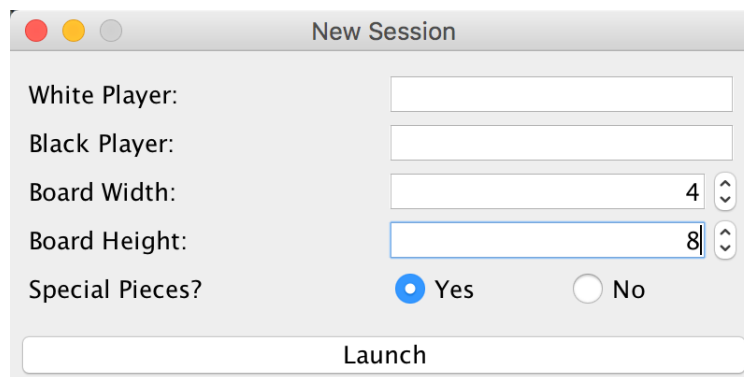 New Session
White Player:
Black Player:
Board Width: 4
Board Height: 8
Special Pieces? Yes No
Launch